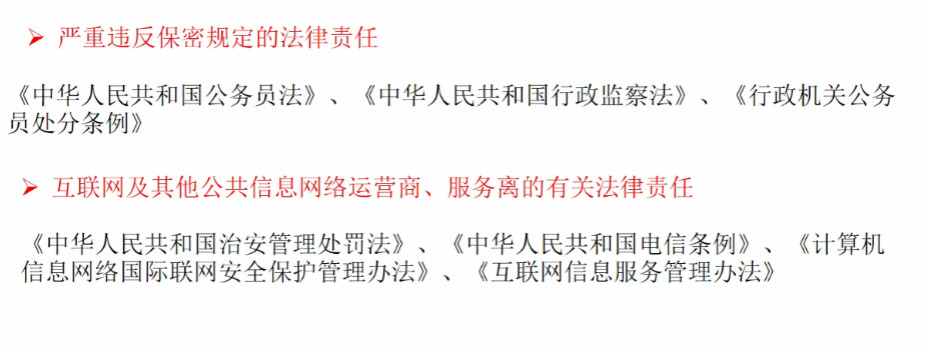 ➢ 严重违反保密规定的法律责任
《中华人民共和国公务员法》、《中华人民共和国行政监察法》、《行政机关公务
员处分条例》
➢ 互联网及其他公共信息网络运营商、服务离的有关法律责任
《中华人民共和国治安管理处罚法》、《中华人民共和国电信条例》、《计算机
信息网络国际联网安全保护管理办法》、《互联网信息服务管理办法》